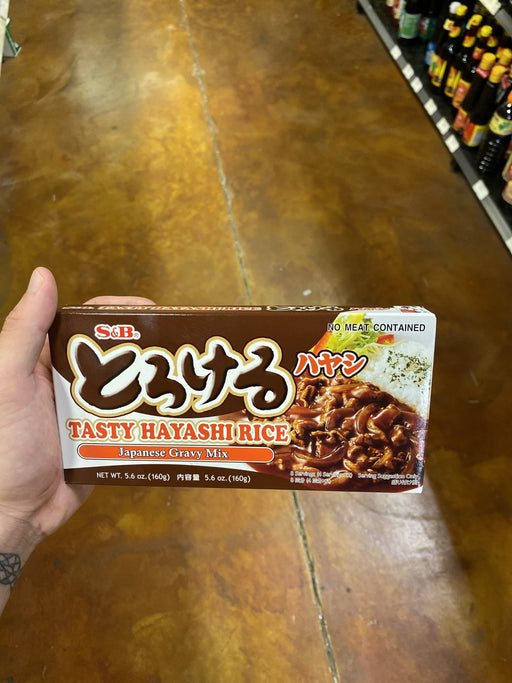 S&B®
NO MEAT CONTAINED
とろける
ハヤシ
TASTY HAYASHI RICE
Japanese Gravy Mix
NET WT. 5.6 oz.(160g) 内容量 5.6 oz.(160g)
Serving Suggestion Only